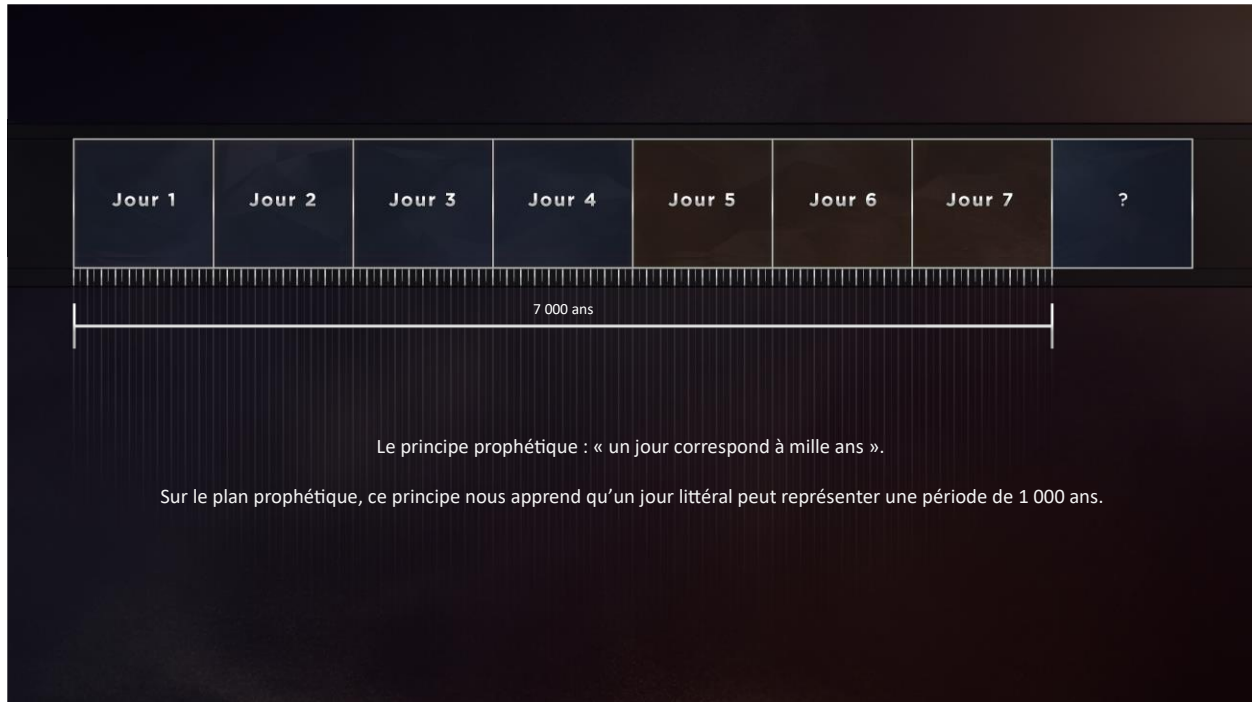 Jour 1 Jour 2 Jour 3 Jour 4 Jour 5 Jour 6 Jour 7 ?
7 000 ans
Le principe prophétique : « un jour correspond à mille ans ».
Sur le plan prophétique, ce principe nous apprend qu’un jour littéral peut représenter une période de 1 000 ans.